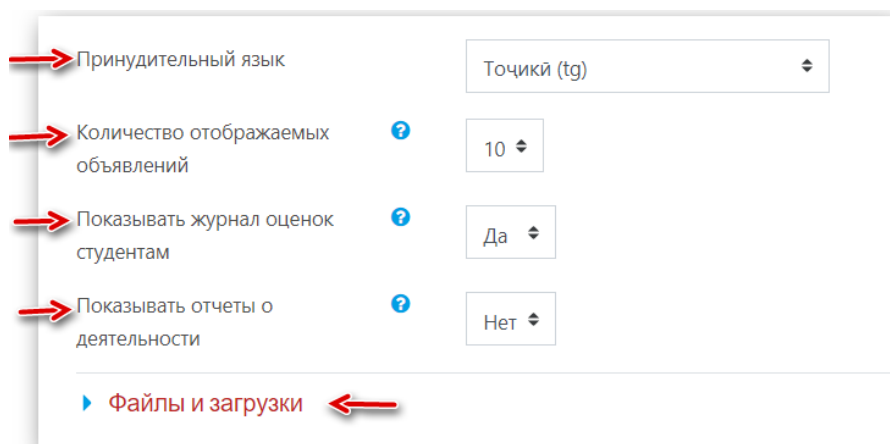 Принудительный язык
Тоҷикӣ (tg)
Количество отображаемых
объявлений
10
Показывать журнал оценок
студентам
Да
Показывать отчеты о
деятельности
Нет
Файлы и загрузки